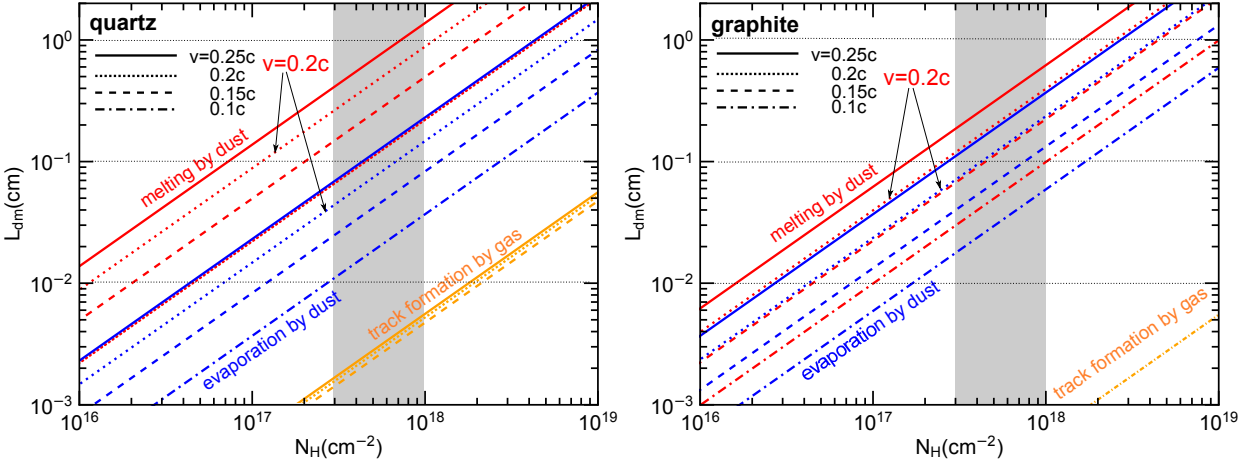 quartz
v=0.25c
0.2c
0.15c
0.1c
v=0.2c
melting by dust
evaporation by dust
track formation by gas
L_dm(cm)
10^0
10^-1
10^-2
10^-3
10^16
10^17
10^18
10^19
N_H(cm^-2)
graphite
v=0.25c
0.2c
0.15c
0.1c
v=0.2c
melting by dust
evaporation by dust
track formation by gas
L_dm(cm)
10^0
10^-1
10^-2
10^-3
10^16
10^17
10^18
10^19
N_H(cm^-2)